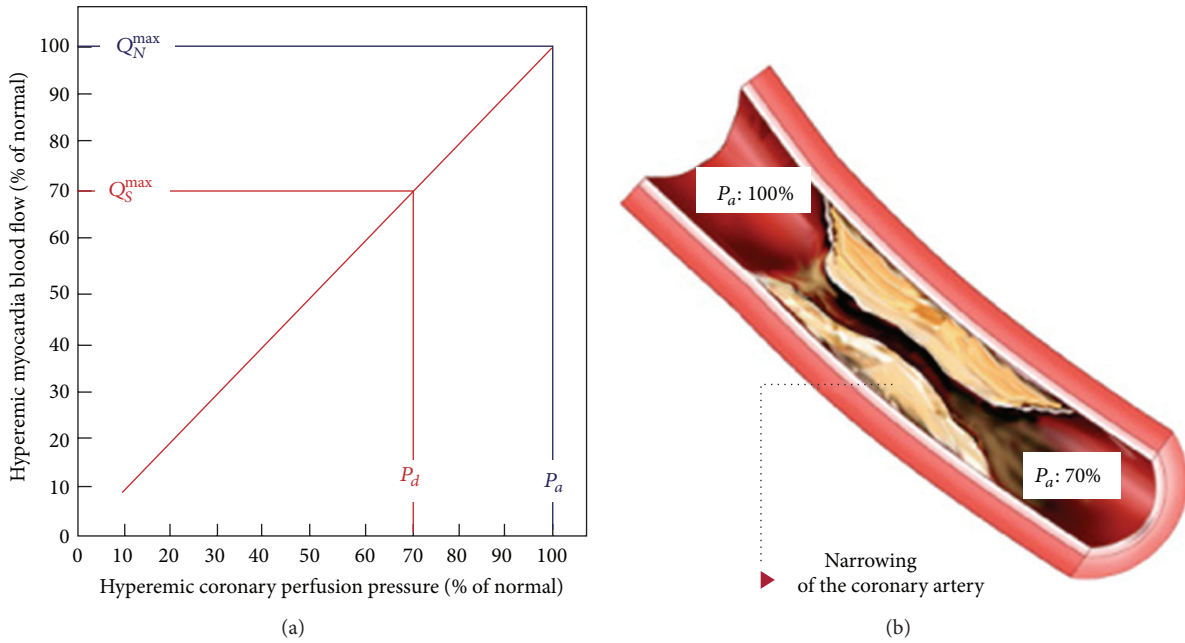 Hyperemic myocardia blood flow (% of normal)
100
90
80
70
60
50
40
30
20
10
0
Q_N^max
Q_S^max
P_d
P_a
0 10 20 30 40 50 60 70 80 90 100
Hyperemic coronary perfusion pressure (% of normal)
(a)
P_a: 100%
P_a: 70%
Narrowing
of the coronary artery
(b)